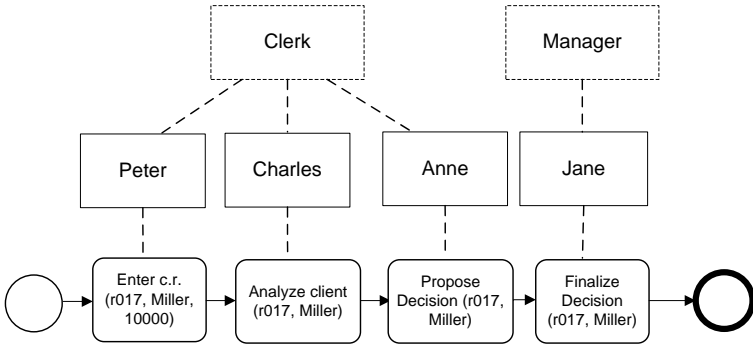 Clerk
Manager
Peter
Charles
Anne
Jane
Enter c.r.
(r017, Miller,
10000)
Analyze client
(r017, Miller)
Propose
Decision (r017,
Miller)
Finalize
Decision
(r017, Miller)